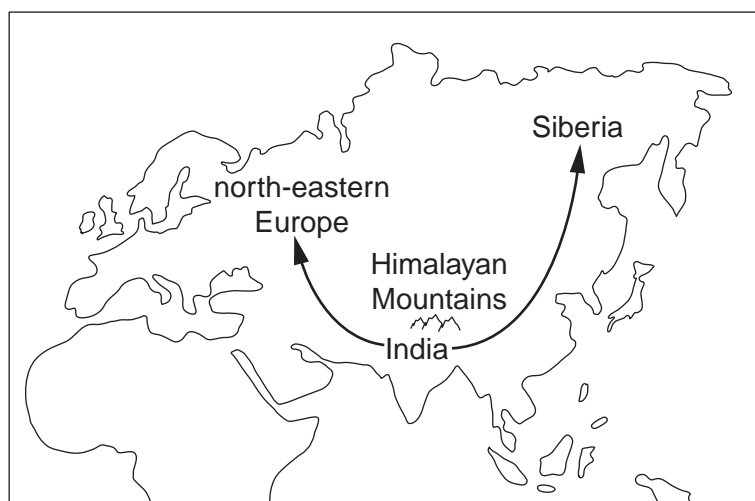 Siberia
north-eastern
Europe
Himalayan
Mountains
India